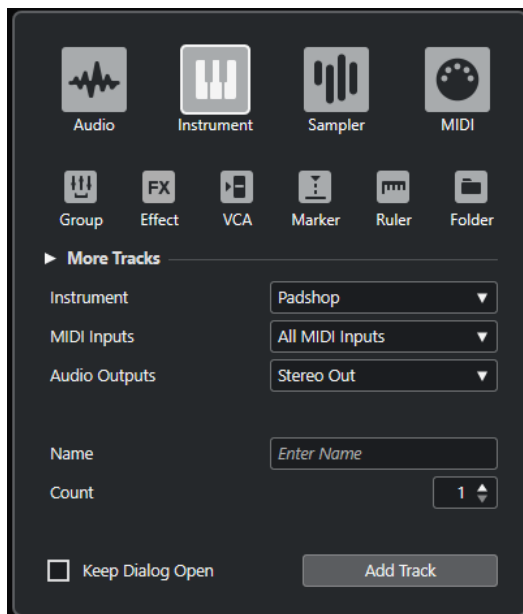 Audio Instrument Sampler MIDI
FX
Group Effect VCA Marker Ruler Folder
More Tracks
Instrument Padshop
MIDI Inputs All MIDI Inputs
Audio Outputs Stereo Out
Name Enter Name
Count 1
Keep Dialog Open Add Track